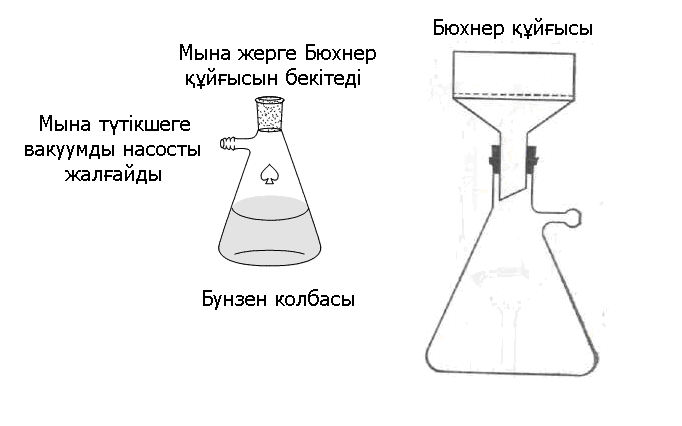 Мына жерге Бюхнер
құйғысын бекітеді
Мына түтікшеге
вакуумды насосты
жалғайды
Бунзен колбасы
Бюхнер құйғысы